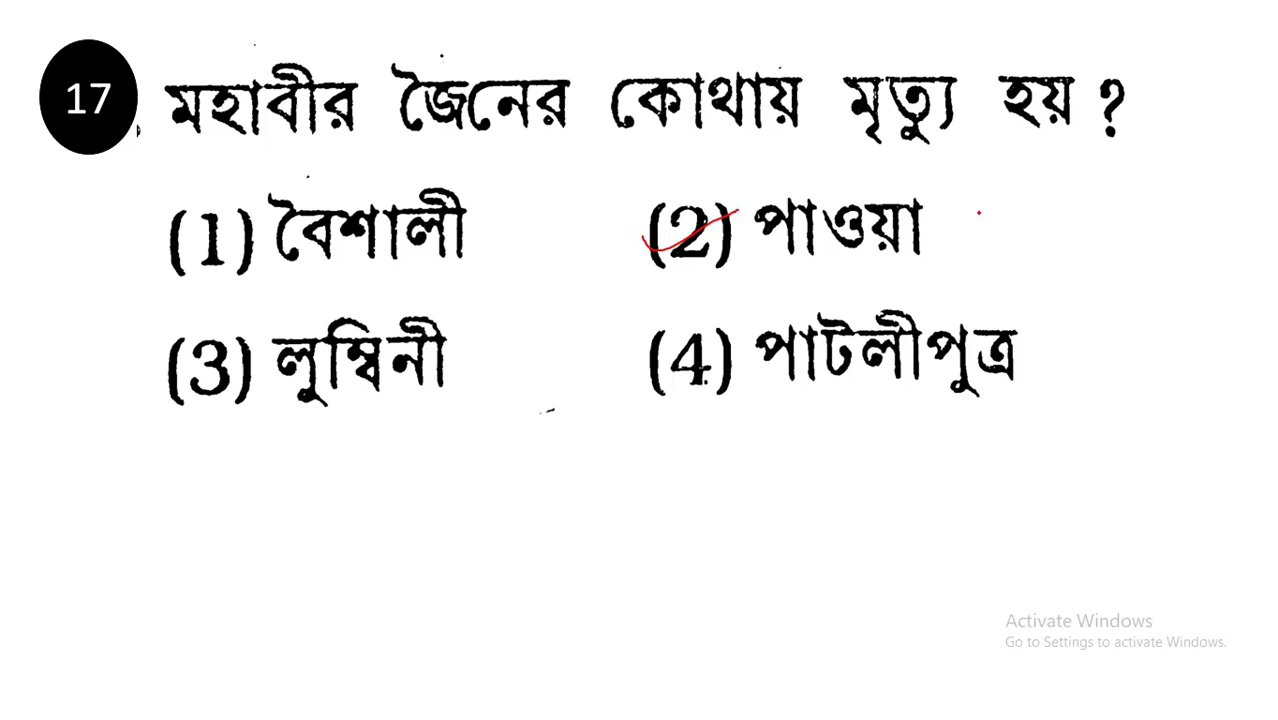 17. মহাবীর জৈনের কোথায় মৃত্যু হয় ?
(1) বৈশালী (2) পাওয়া
(3) লুম্বিনী (4) পাটলীপুত্র
Activate Windows
Go to Settings to activate Windows.